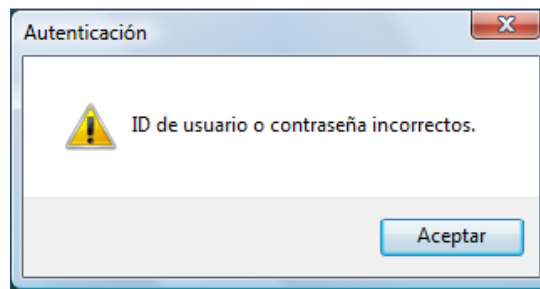 Autenticación
ID de usuario o contraseña incorrectos.
Aceptar